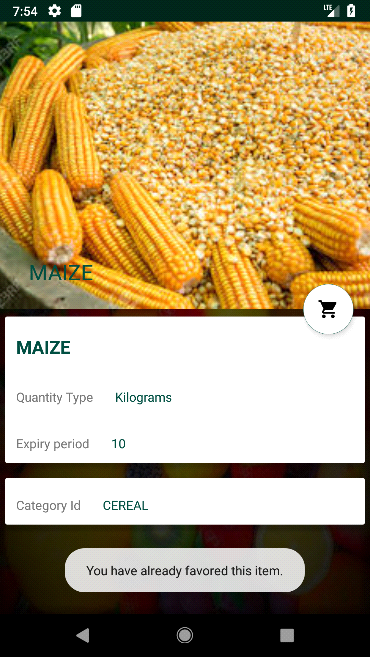 7:54
LTE
MAIZE
MAIZE
Quantity Type Kilograms
Expiry period 10
Category Id CEREAL
You have already favored this item.